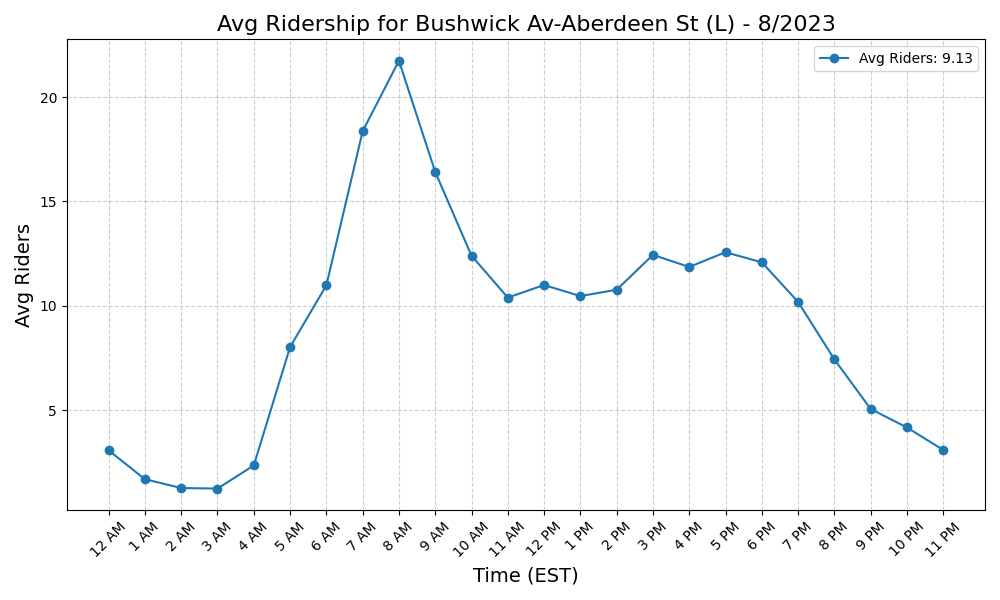 Avg Ridership for Bushwick Av-Aberdeen St (L) - 8/2023
Avg Riders: 9.13
Avg Riders
20
15
10
5
12 AM
1 AM
2 AM
3 AM
4 AM
5 AM
6 AM
7 AM
8 AM
9 AM
10 AM
11 AM
12 PM
1 PM
2 PM
3 PM
4 PM
5 PM
6 PM
7 PM
8 PM
9 PM
10 PM
11 PM
Time (EST)